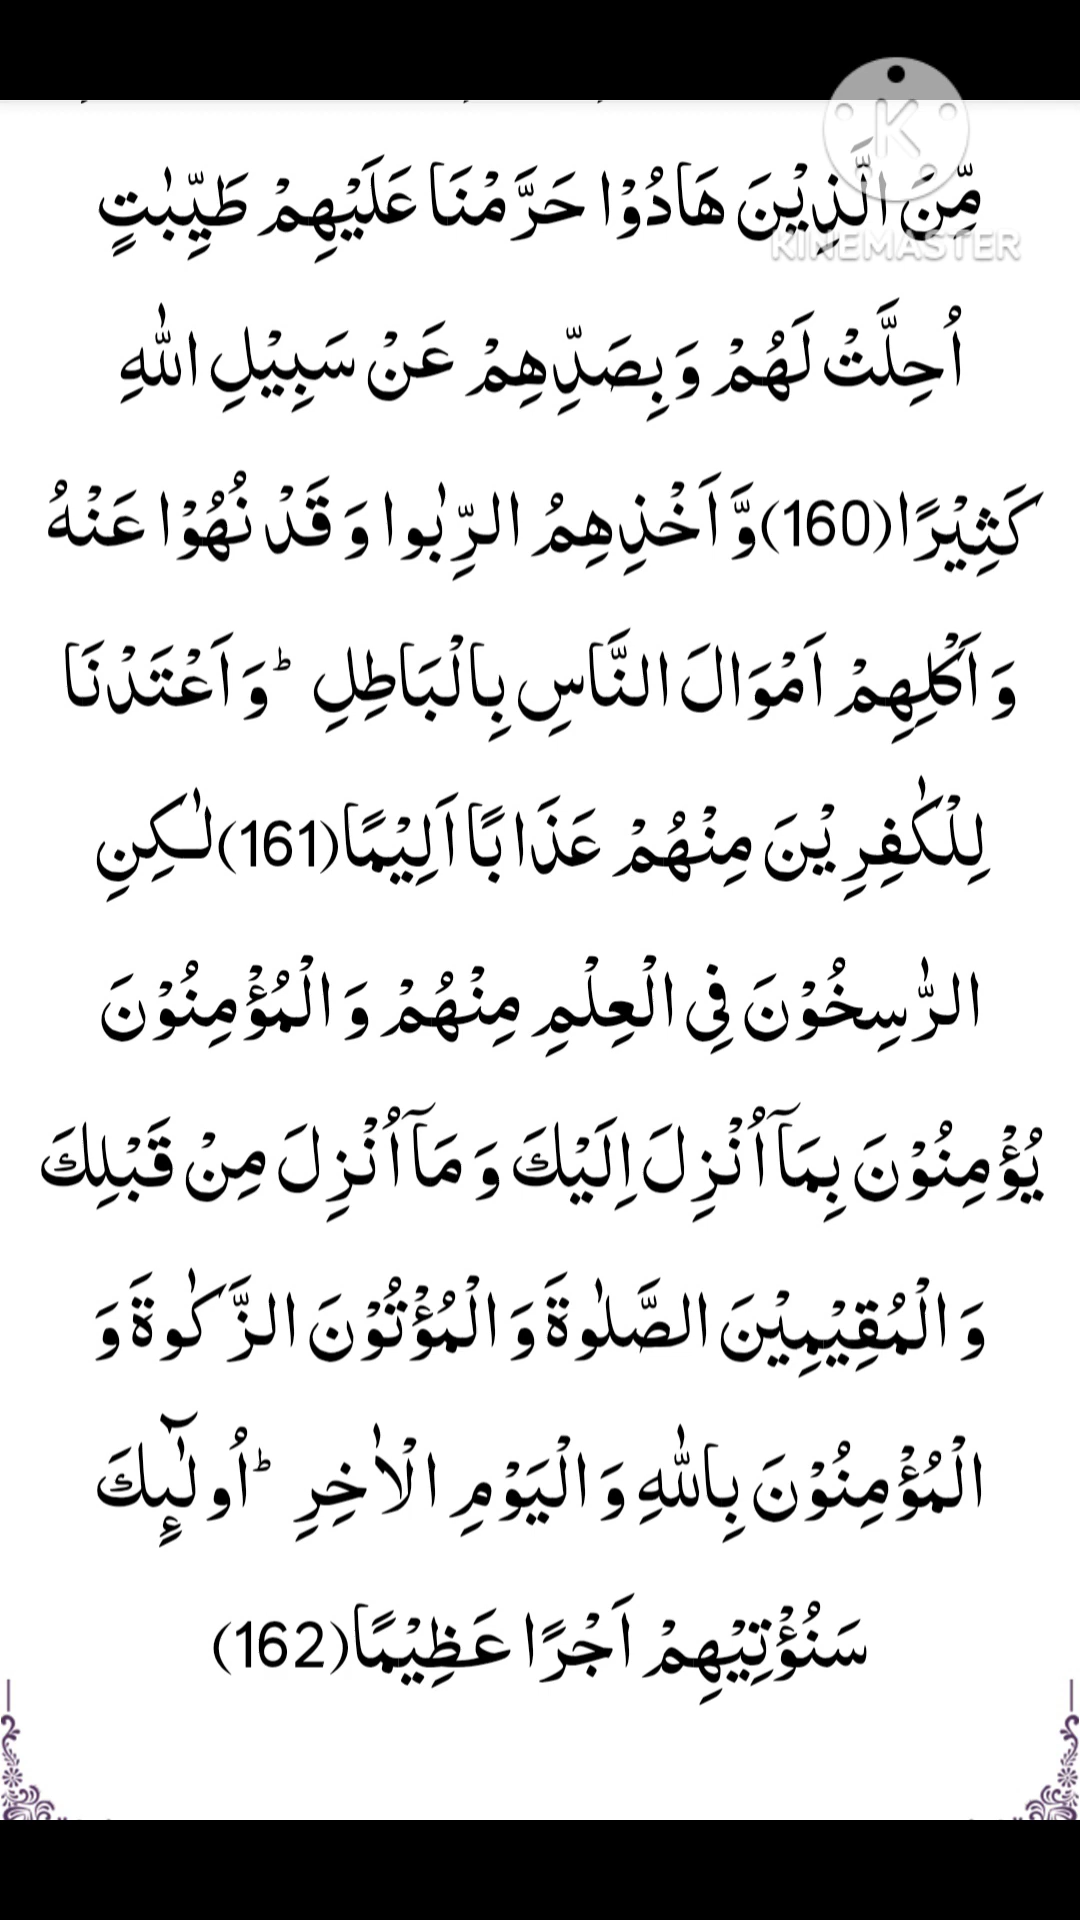 KINEMASTER
مِّنَ الَّذِیْنَ هَادُوْا حَرَّمْنَا عَلَیْهِمْ طَیِّبٰتٍ
اُحِلَّتْ لَهُمْ وَ بِصَدِّهِمْ عَنْ سَبِیْلِ اللّٰهِ
كَثِیْرًا(160)وَّ اَخْذِهِمُ الرِّبٰوا وَ قَدْ نُهُوْا عَنْهُ
وَ اَكْلِهِمْ اَمْوَالَ النَّاسِ بِالْبَاطِلِ ؕ-وَ اَعْتَدْنَا
لِلْكٰفِرِیْنَ مِنْهُمْ عَذَابًا اَلِیْمًا(161)لٰـكِنِ
الرّٰسِخُوْنَ فِی الْعِلْمِ مِنْهُمْ وَ الْمُؤْمِنُوْنَ
یُؤْمِنُوْنَ بِمَاۤ اُنْزِلَ اِلَیْكَ وَ مَاۤ اُنْزِلَ مِنْ قَبْلِكَ
وَ الْمُقِیْمِیْنَ الصَّلٰوةَ وَ الْمُؤْتُوْنَ الزَّكٰوةَ وَ
الْمُؤْمِنُوْنَ بِاللّٰهِ وَ الْیَوْمِ الْاٰخِرِ ؕ-اُولٰٓىٕكَ
سَنُؤْتِیْهِمْ اَجْرًا عَظِیْمًا(162)